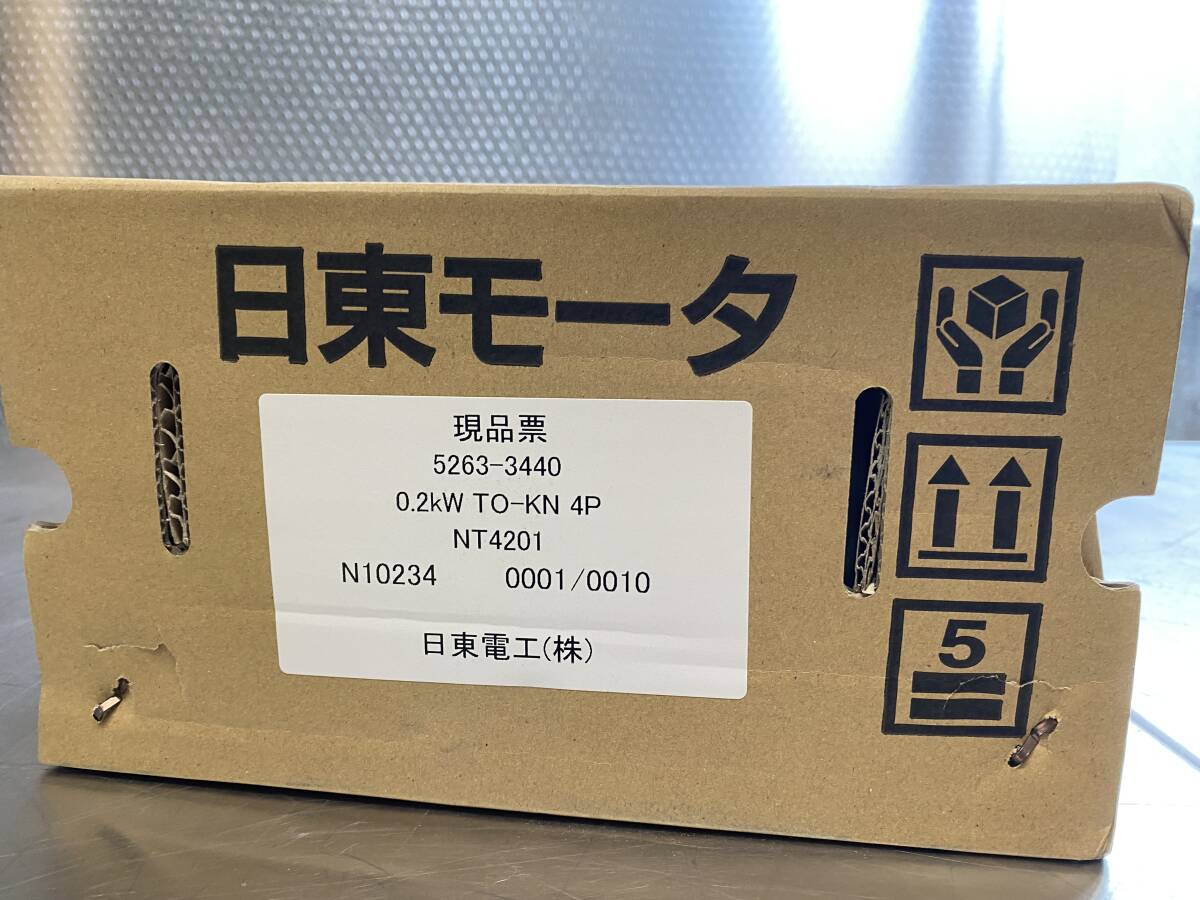 日東モータ
現品票
5263-3440
0.2kW TO-KN 4P
NT4201
N10234 0001/0010
日東電工(株)
5